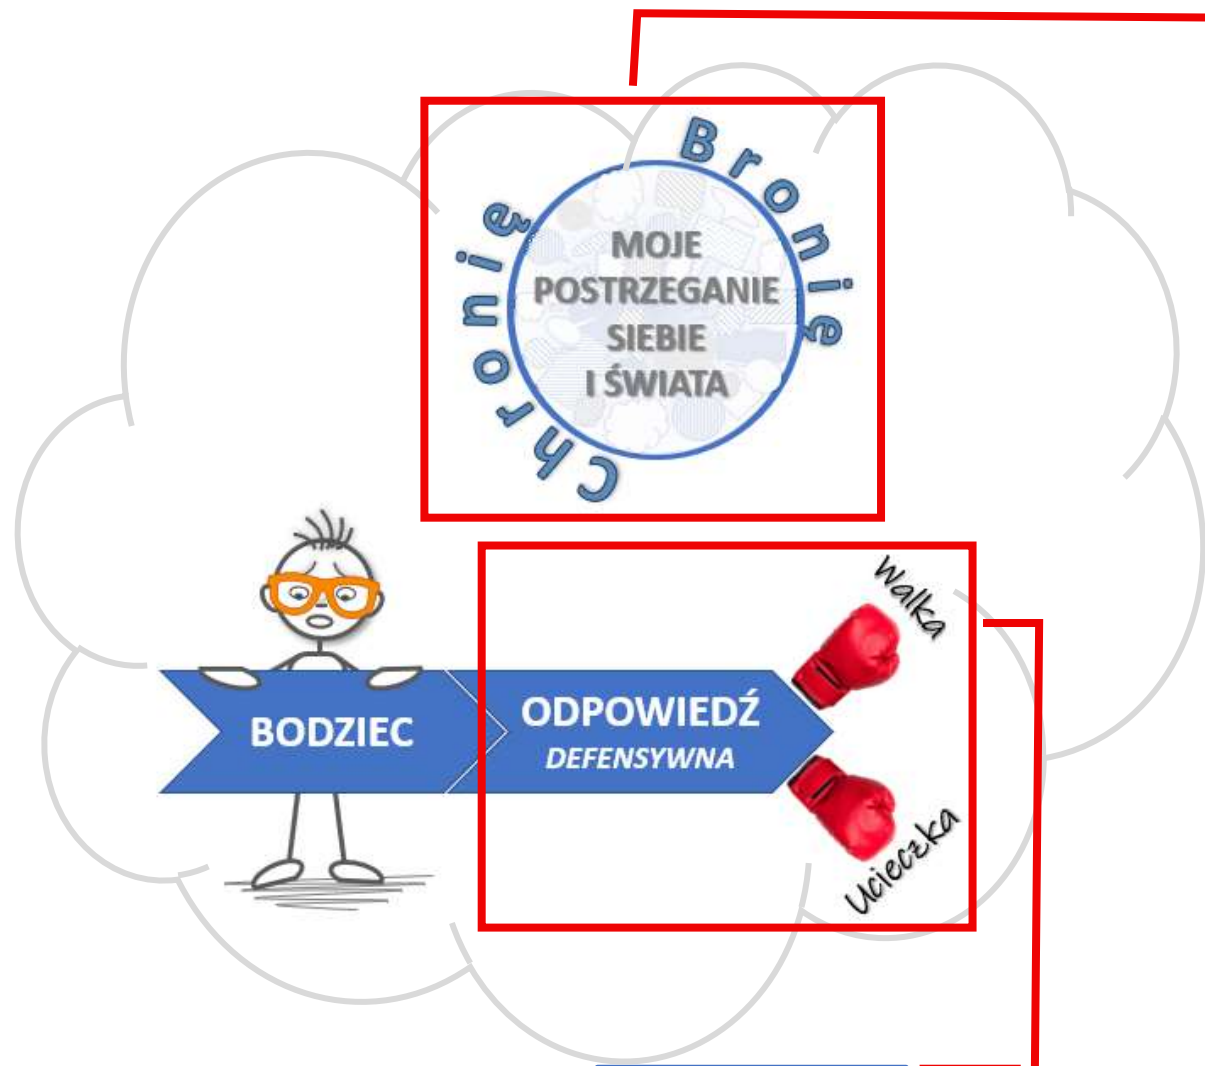 Chronię
Bronię
MOJE
POSTRZEGANIE
SIEBIE
I ŚWIATA
BODZIEC
ODPOWIEDŹ
DEFENSYWNA
Walka
Ucieczka